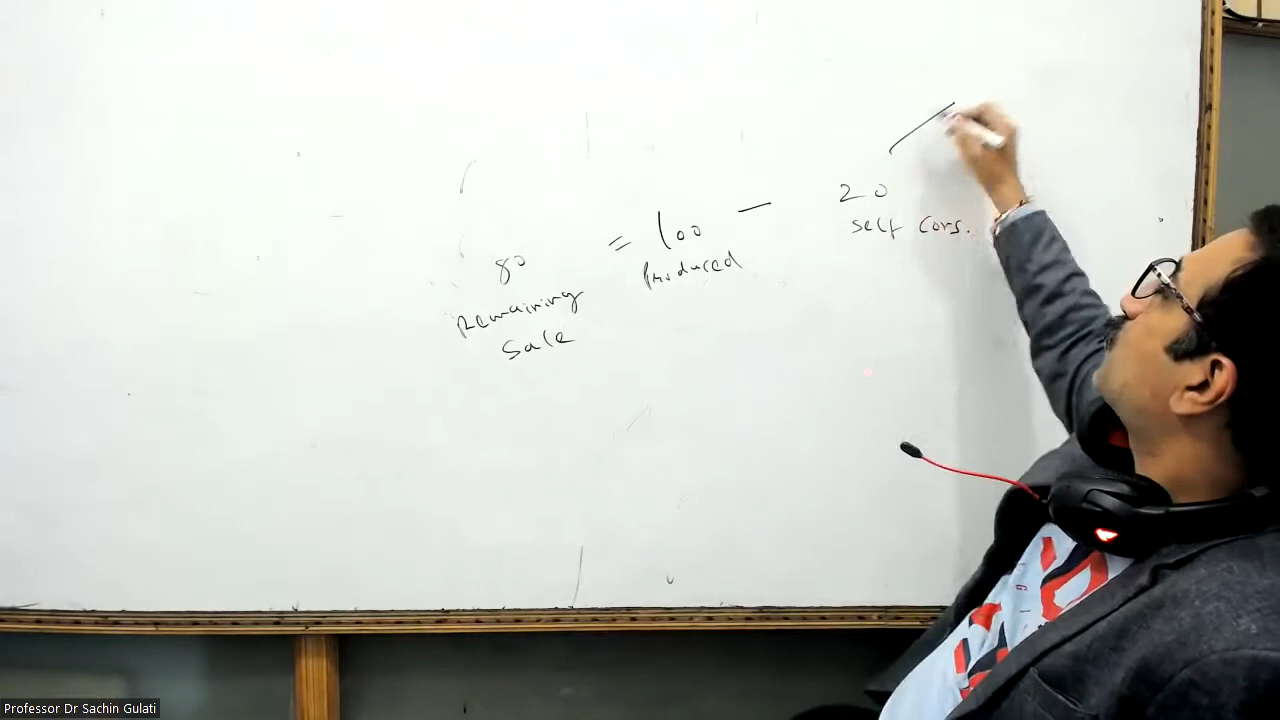 80 = 100 — 20
Remaining Sale
Produced
self Cons.
Professor Dr Sachin Gulati